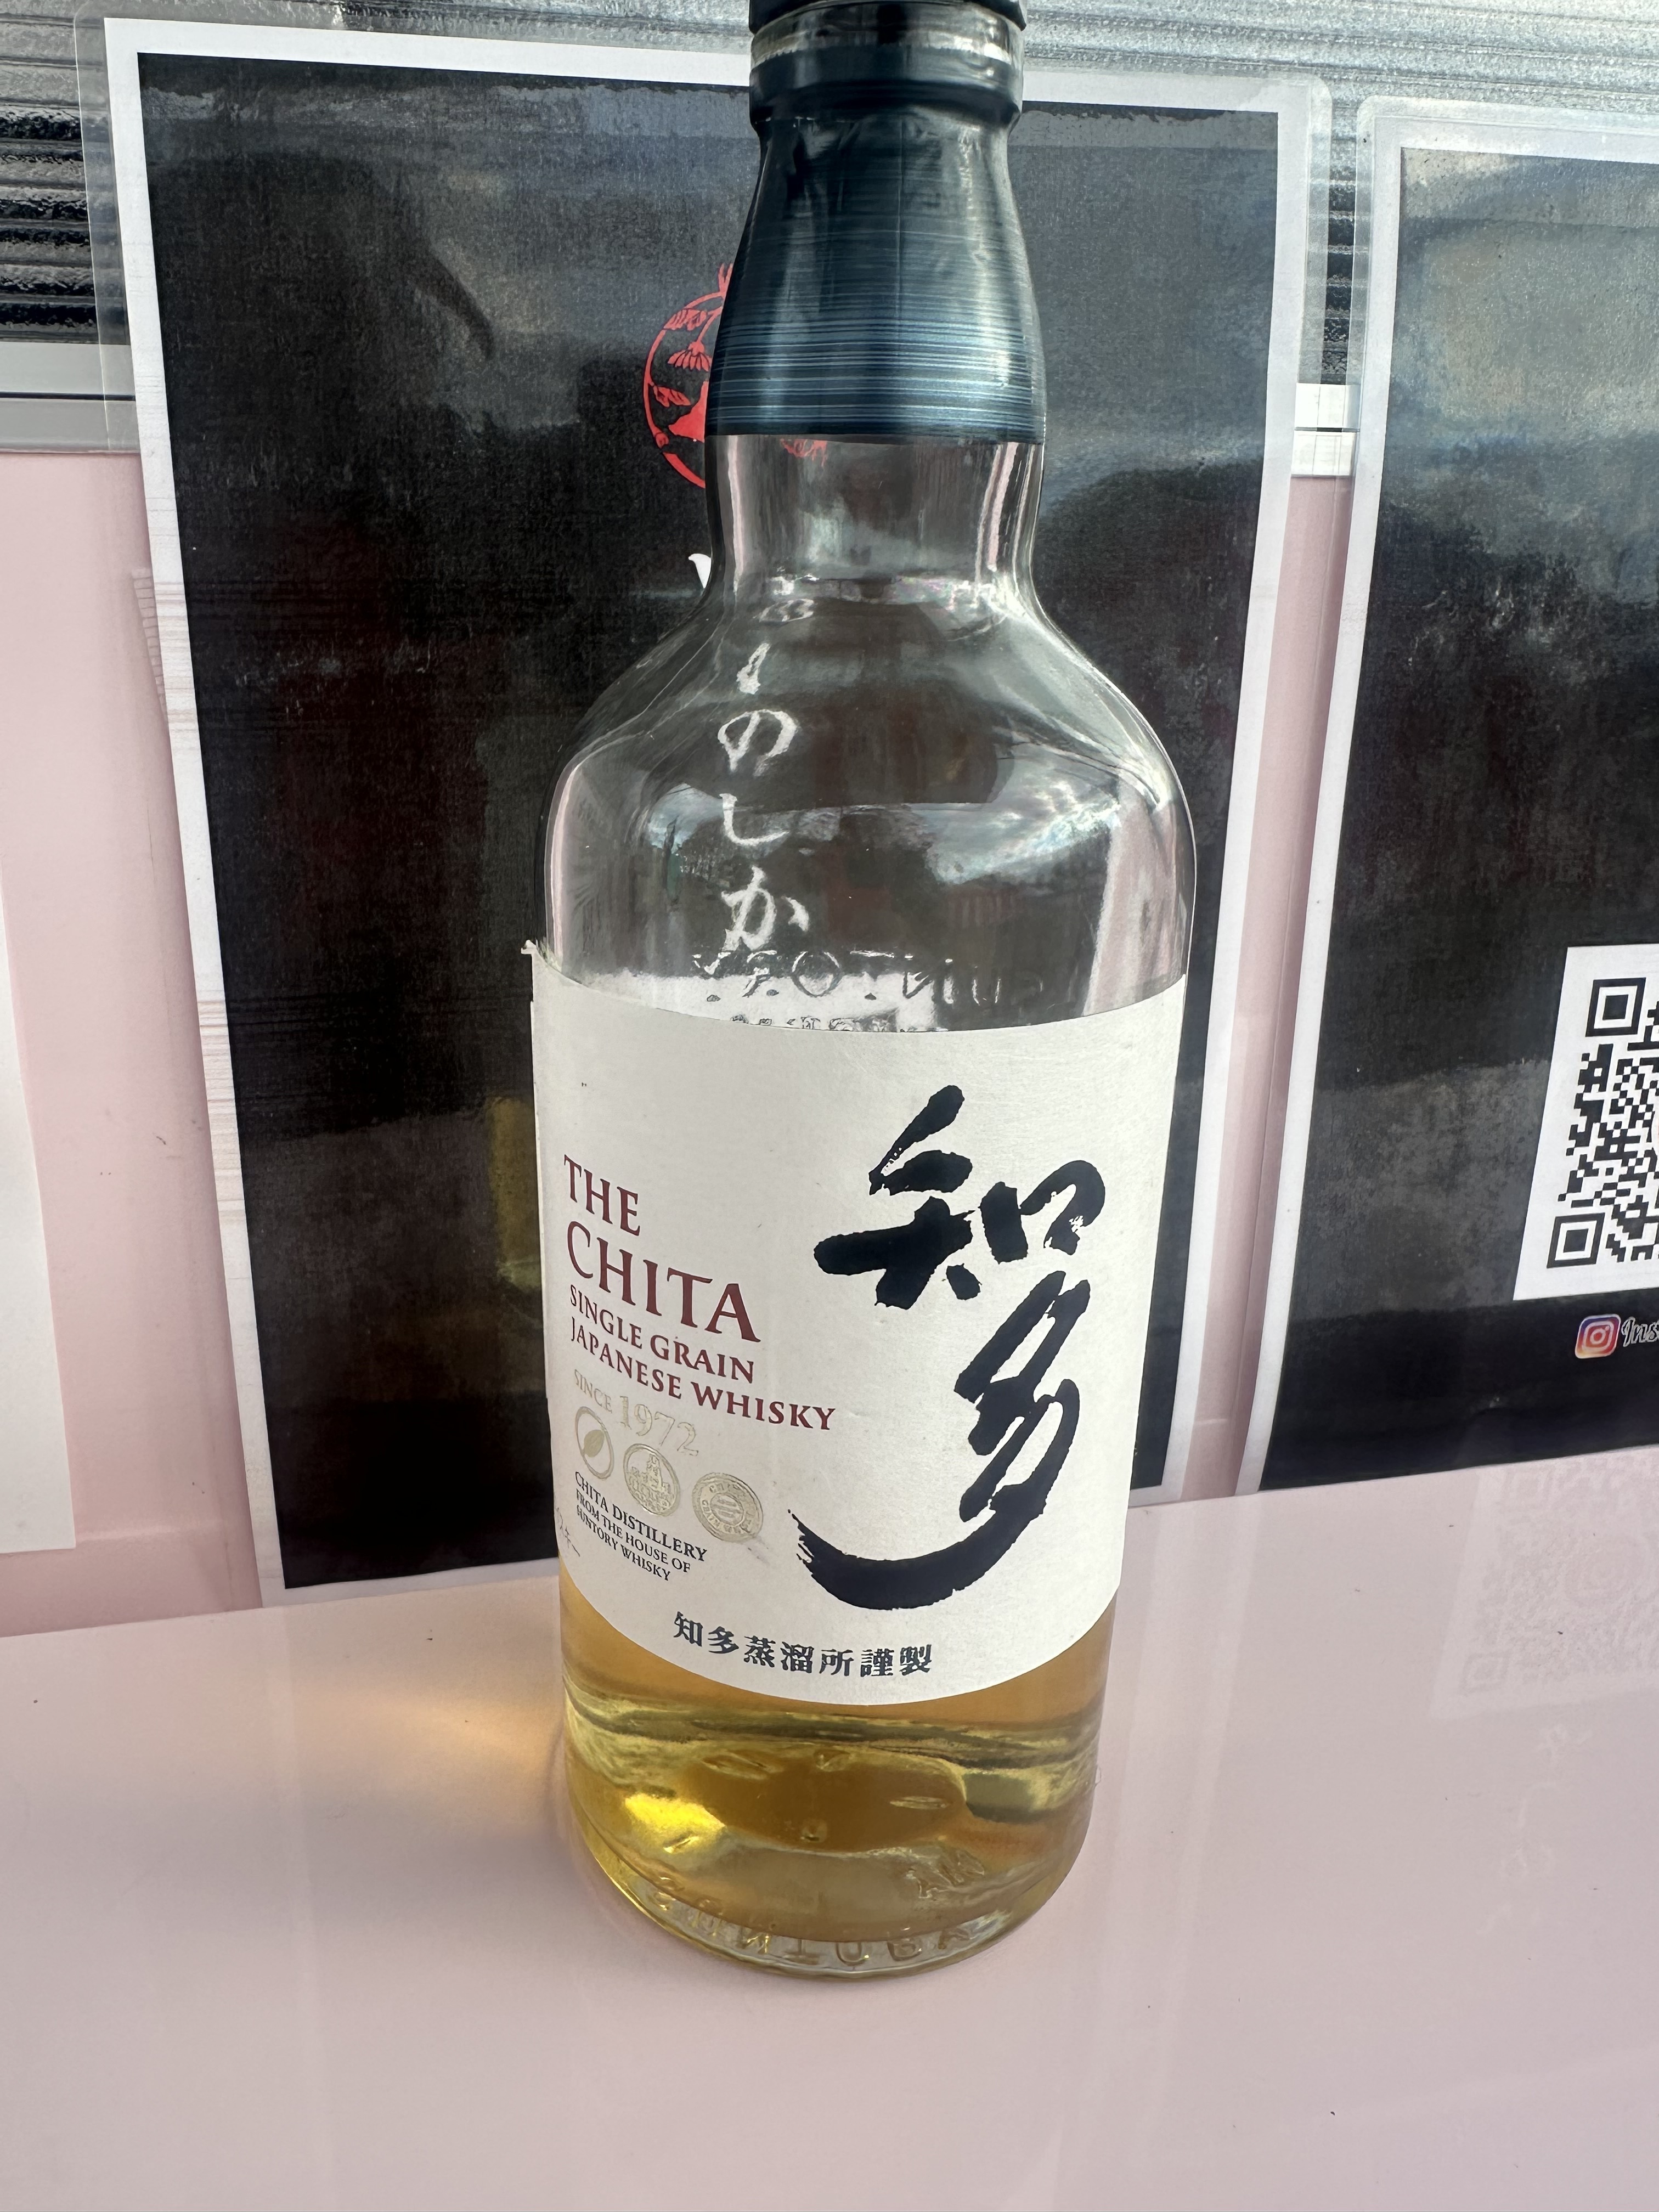 のしか
THE
CHITA
SINGLE GRAIN
JAPANESE WHISKY
SINCE 1972
CHITA DISTILLERY
FROM THE HOUSE OF
SUNTORY WHISKY
知多
知多蒸溜所謹製